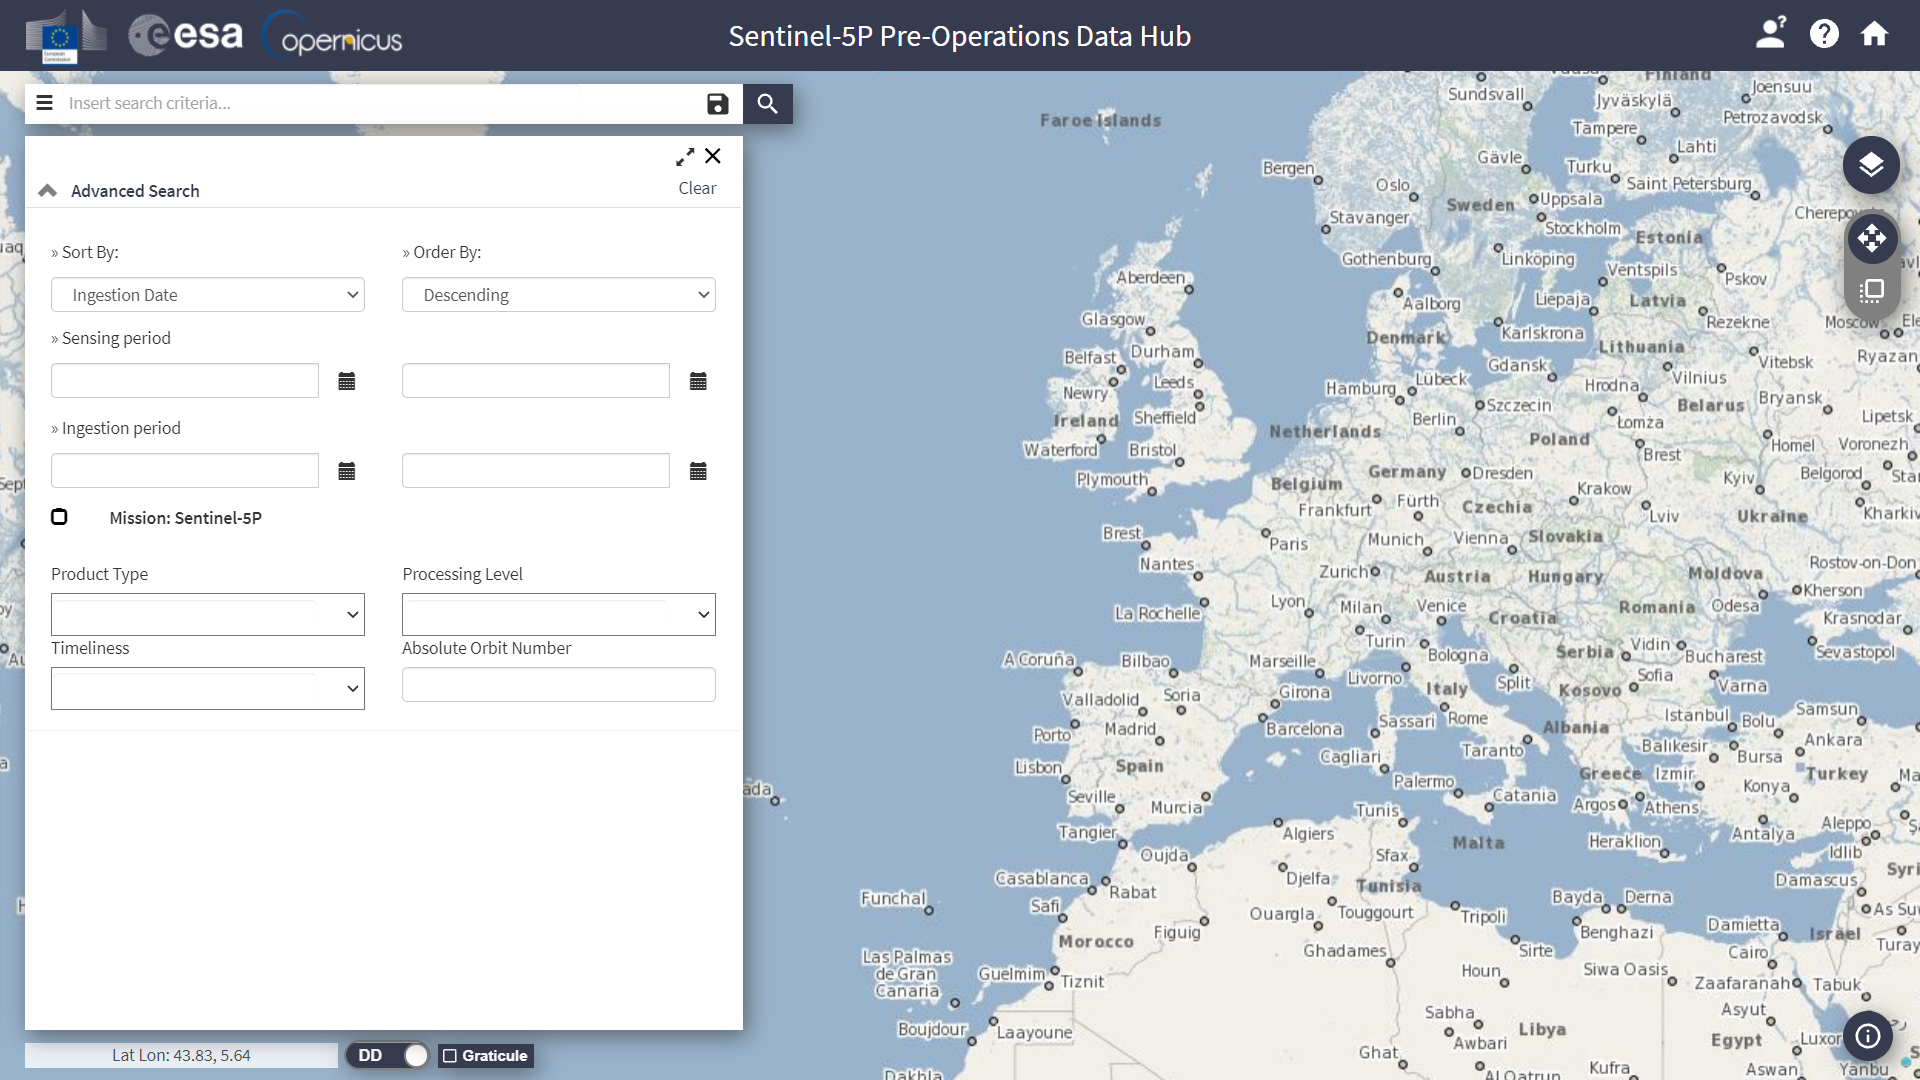 esa
opernicus
Sentinel-5P Pre-Operations Data Hub
Insert search criteria...
Advanced Search
Clear
» Sort By:
» Order By:
Ingestion Date
Descending
» Sensing period
» Ingestion period
Mission: Sentinel-5P
Product Type
Processing Level
Timeliness
Absolute Orbit Number
Lat Lon: 43.83, 5.64
DD
Graticule
Finland
Sundsvall
Joensuu
Jyväskylä
Petrozavodsk
Faroe Islands
Tampere
Lahti
Gävle
Turku
Bergen
Saint Petersburg
Oslo
Sweden
Uppsala
Stavanger
Stockholm
Estonia
Gothenburg
Linköping
Ventspils
Pskov
Aberdeen
Aalborg
Liepaja
Latvia
Glasgow
Rezekne
Moscow
Karlskrona
Denmark
Lithuania
Belfast
Durham
Gdansk
Vitebsk
Ryazan
Newry
Leeds
Hamburg
Lübeck
Hrodna
Vilnius
Ireland
Sheffield
Berlin
Szczecin
Belarus
Bryansk
Lipetsk
Netherlands
Łomża
Waterford
Bristol
Poland
Brest
Homel
Voronezh
Plymouth
Belgium
Germany
Dresden
Kyiv
Belgorod
Frankfurt
Fürth
Czechia
Krakow
Lviv
Ukraine
Kharkiv
Brest
Paris
Munich
Vienna
Slovakia
Nantes
Zurich
Austria
Hungary
Moldova
Rostov-on-Don
La Rochelle
Lyon
Milan
Venice
Croatia
Romania
Odesa
Kherson
Krasnodar
Turin
A Coruña
Bilbao
Marseille
Bologna
Serbia
Vidin
Bucharest
Sevastopol
Livorno
Split
Sofia
Valladolid
Soria
Girona
Italy
Kosovo
Varna
Porto
Madrid
Barcelona
Sassari
Rome
Albania
Istanbul
Bolu
Samsun
Lisbon
Spain
Cagliari
Taranto
Balıkesir
Bursa
Ankara
Seville
Murcia
Palermo
Catania
Greece
Izmir
Konya
Turkey
Tangier
Tunis
Argos
Athens
Algiers
Malta
Heraklion
Antalya
Aleppo
Oujda
Sfax
Idlib
Casablanca
Rabat
Djelfa
Tunisia
Damascus
Funchal
Safi
Ouargla
Touggourt
Tripoli
Bayda
Derna
Morocco
Figuig
Benghazi
Damietta
Israel
Las Palmas
de Gran
Canaria
Guelmim
Tiznit
Ghadames
Sirte
Cairo
Houn
Siwa Oasis
Zaafaranah
Tabuk
Boujdour
Laayoune
Sabha
Libya
Asyut
Awbari
Egypt
Luxor
Ghat
Al Qatrun
Kufra
Aswan
Yanbu
Dakhla